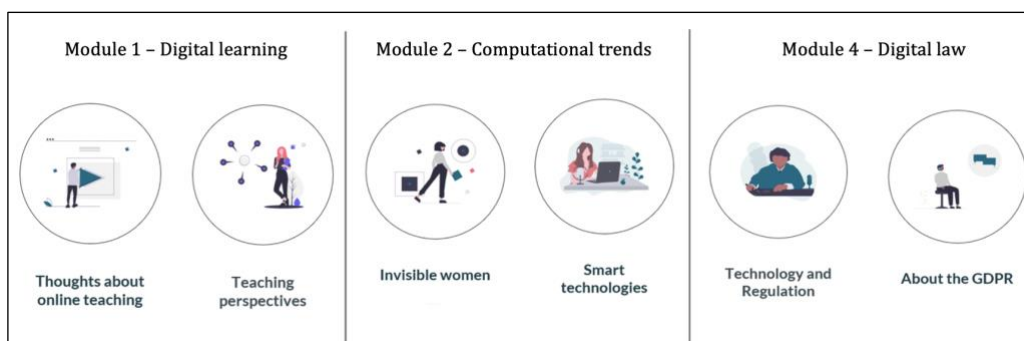 Module 1 – Digital learning
Module 2 – Computational trends
Module 4 – Digital law
Thoughts about
online teaching
Teaching
perspectives
Invisible women
Smart
technologies
Technology and
Regulation
About the GDPR